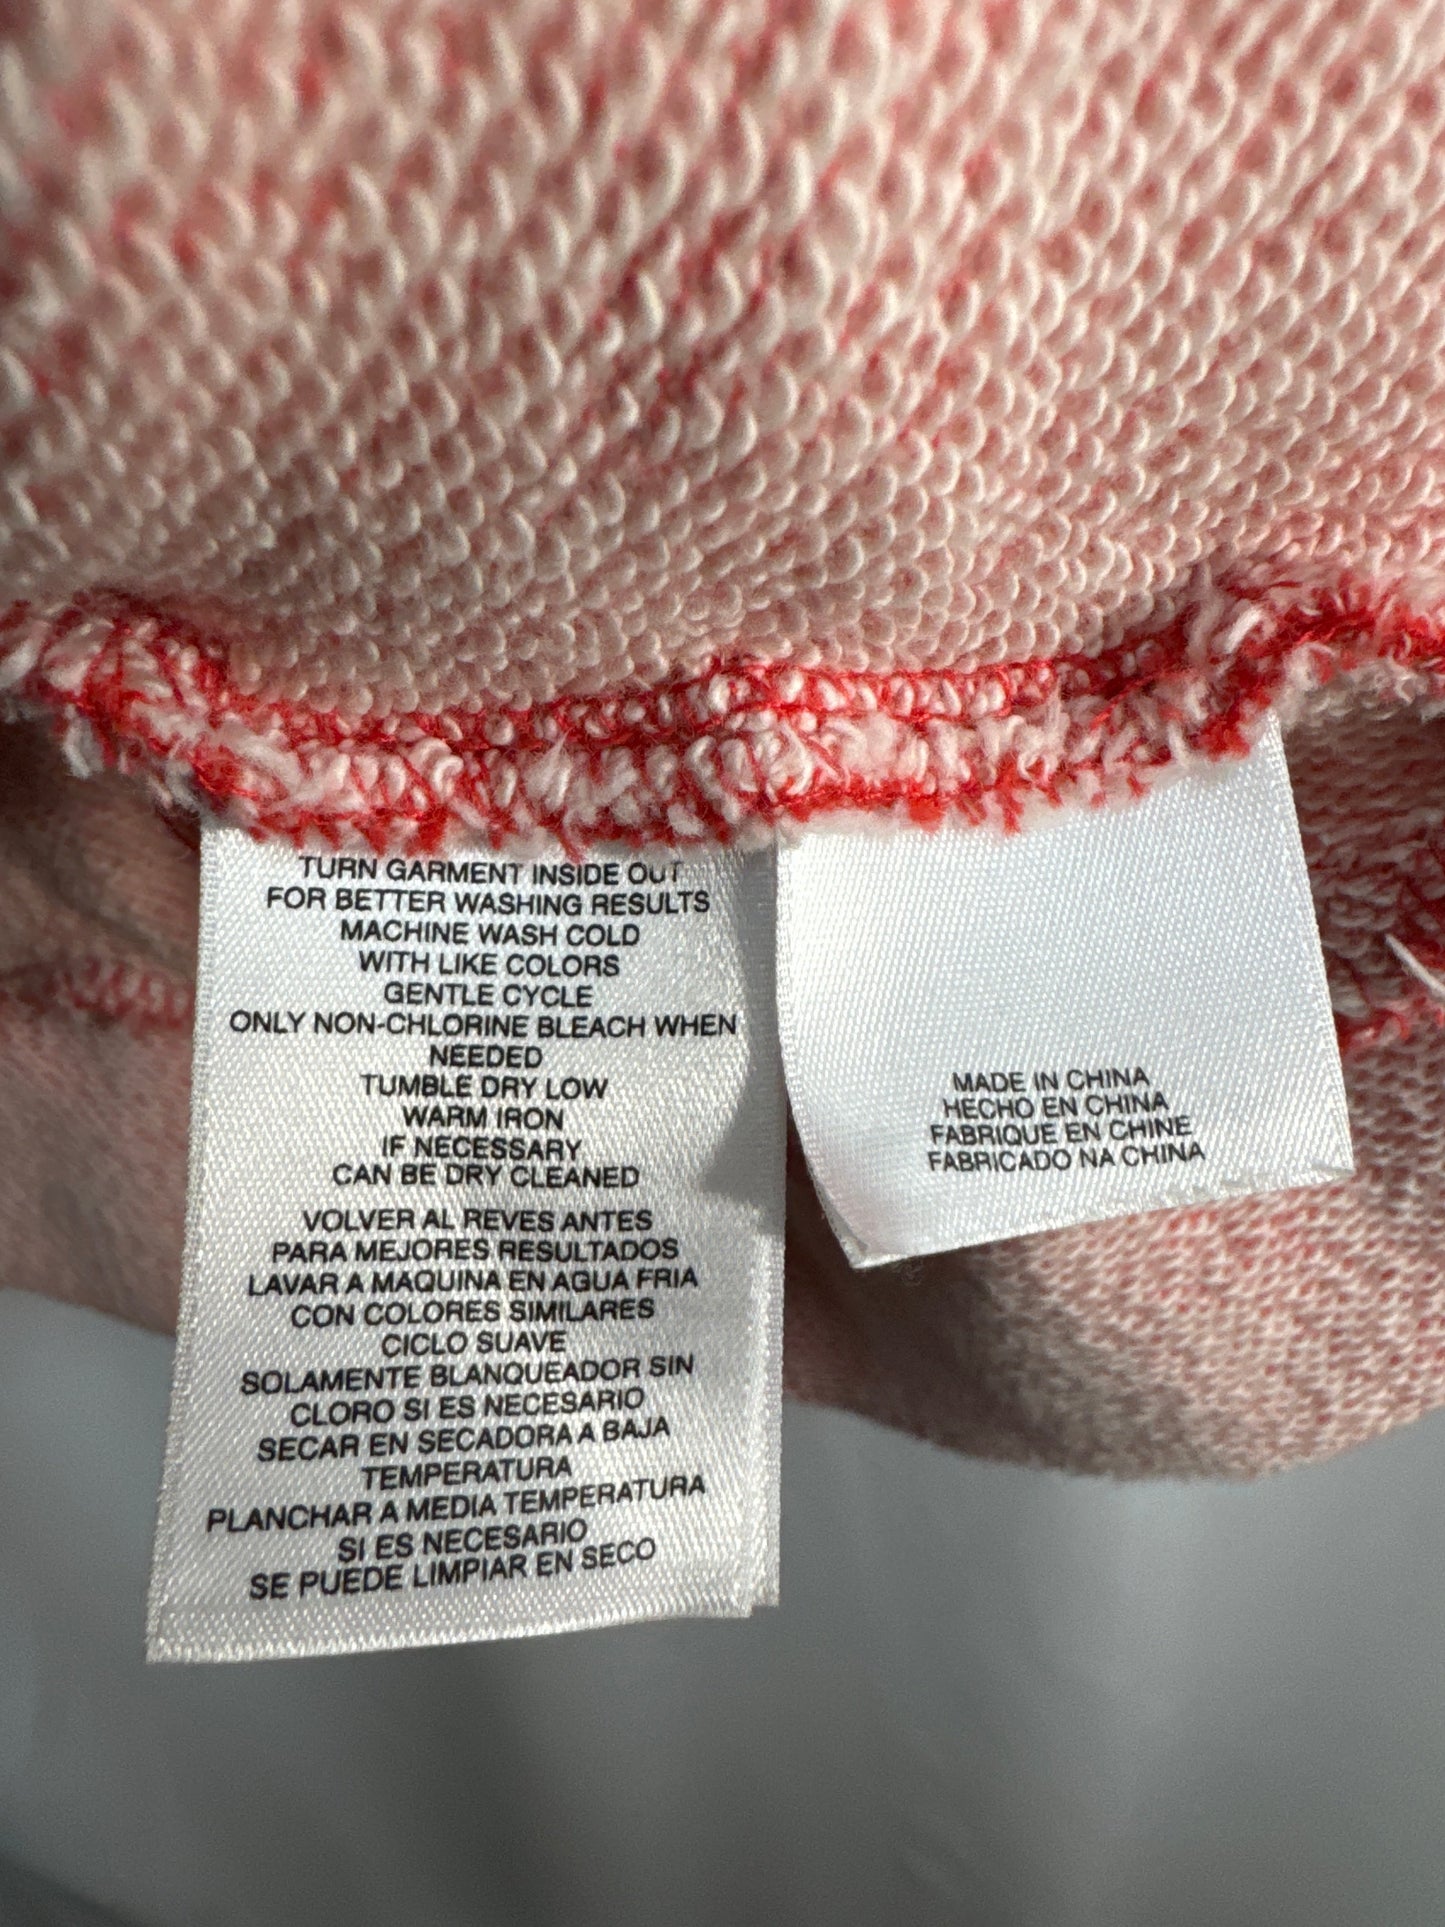 TURN GARMENT INSIDE OUT
FOR BETTER WASHING RESULTS
MACHINE WASH COLD
WITH LIKE COLORS
GENTLE CYCLE
ONLY NON-CHLORINE BLEACH WHEN
NEEDED
TUMBLE DRY LOW
WARM IRON
IF NECESSARY
CAN BE DRY CLEANED
VOLVER AL REVES ANTES
PARA MEJORES RESULTADOS
LAVAR A MAQUINA EN AGUA FRIA
CON COLORES SIMILARES
CICLO SUAVE
SOLAMENTE BLANQUEADOR SIN
CLORO SI ES NECESARIO
SECAR EN SECADORA A BAJA
TEMPERATURA
PLANCHAR A MEDIA TEMPERATURA
SI ES NECESARIO
SE PUEDE LIMPIAR EN SECO
MADE IN CHINA
HECHO EN CHINA
FABRIQUE EN CHINE
FABRICADO NA CHINA